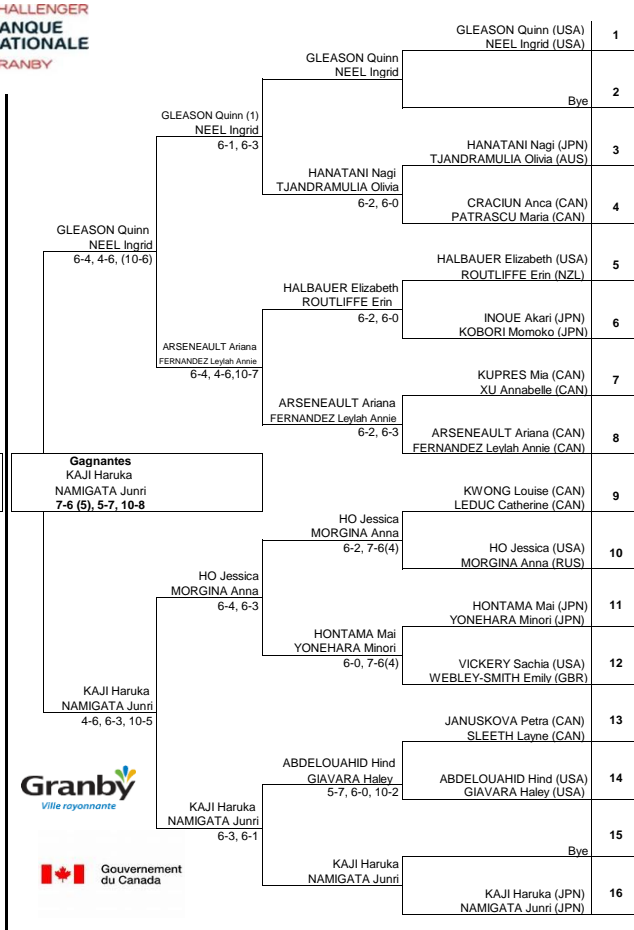 HALLENGER
ANQUE
ATIONALE
RANBY
GLEASON Quinn (USA)
NEEL Ingrid (USA)
1
GLEASON Quinn
NEEL Ingrid
2
Bye
GLEASON Quinn (1)
NEEL Ingrid
6-1, 6-3
HANATANI Nagi (JPN)
TJANDRAMULIA Olivia (AUS)
3
HANATANI Nagi
TJANDRAMULIA Olivia
6-2, 6-0
CRACIUN Anca (CAN)
PATRASCU Maria (CAN)
4
GLEASON Quinn
NEEL Ingrid
6-4, 4-6, (10-6)
HALBAUER Elizabeth (USA)
ROUTLIFFE Erin (NZL)
5
HALBAUER Elizabeth
ROUTLIFFE Erin
6-2, 6-0
INOUE Akari (JPN)
KOBORI Momoko (JPN)
6
ARSENEAULT Ariana
FERNANDEZ Leylah Annie
6-4, 4-6,10-7
KUPRES Mia (CAN)
XU Annabelle (CAN)
7
ARSENEAULT Ariana
FERNANDEZ Leylah Annie
6-2, 6-3
ARSENEAULT Ariana (CAN)
FERNANDEZ Leylah Annie (CAN)
8
Gagnantes
KAJI Haruka
NAMIGATA Junri
7-6 (5), 5-7, 10-8
KWONG Louise (CAN)
LEDUC Catherine (CAN)
9
HO Jessica
MORGINA Anna
6-2, 7-6(4)
HO Jessica (USA)
MORGINA Anna (RUS)
10
HO Jessica
MORGINA Anna
6-4, 6-3
HONTAMA Mai (JPN)
YONEHARA Minori (JPN)
11
HONTAMA Mai
YONEHARA Minori
6-0, 7-6(4)
VICKERY Sachia (USA)
WEBLEY-SMITH Emily (GBR)
12
KAJI Haruka
NAMIGATA Junri
4-6, 6-3, 10-5
JANUSKOVA Petra (CAN)
SLEETH Layne (CAN)
13
ABDELOUAHID Hind
GIAVARA Haley
5-7, 6-0, 10-2
ABDELOUAHID Hind (USA)
GIAVARA Haley (USA)
14
Granby
Ville rayonnante
KAJI Haruka
NAMIGATA Junri
6-3, 6-1
15
Bye
KAJI Haruka
NAMIGATA Junri
KAJI Haruka (JPN)
NAMIGATA Junri (JPN)
16
Gouvernement
du Canada